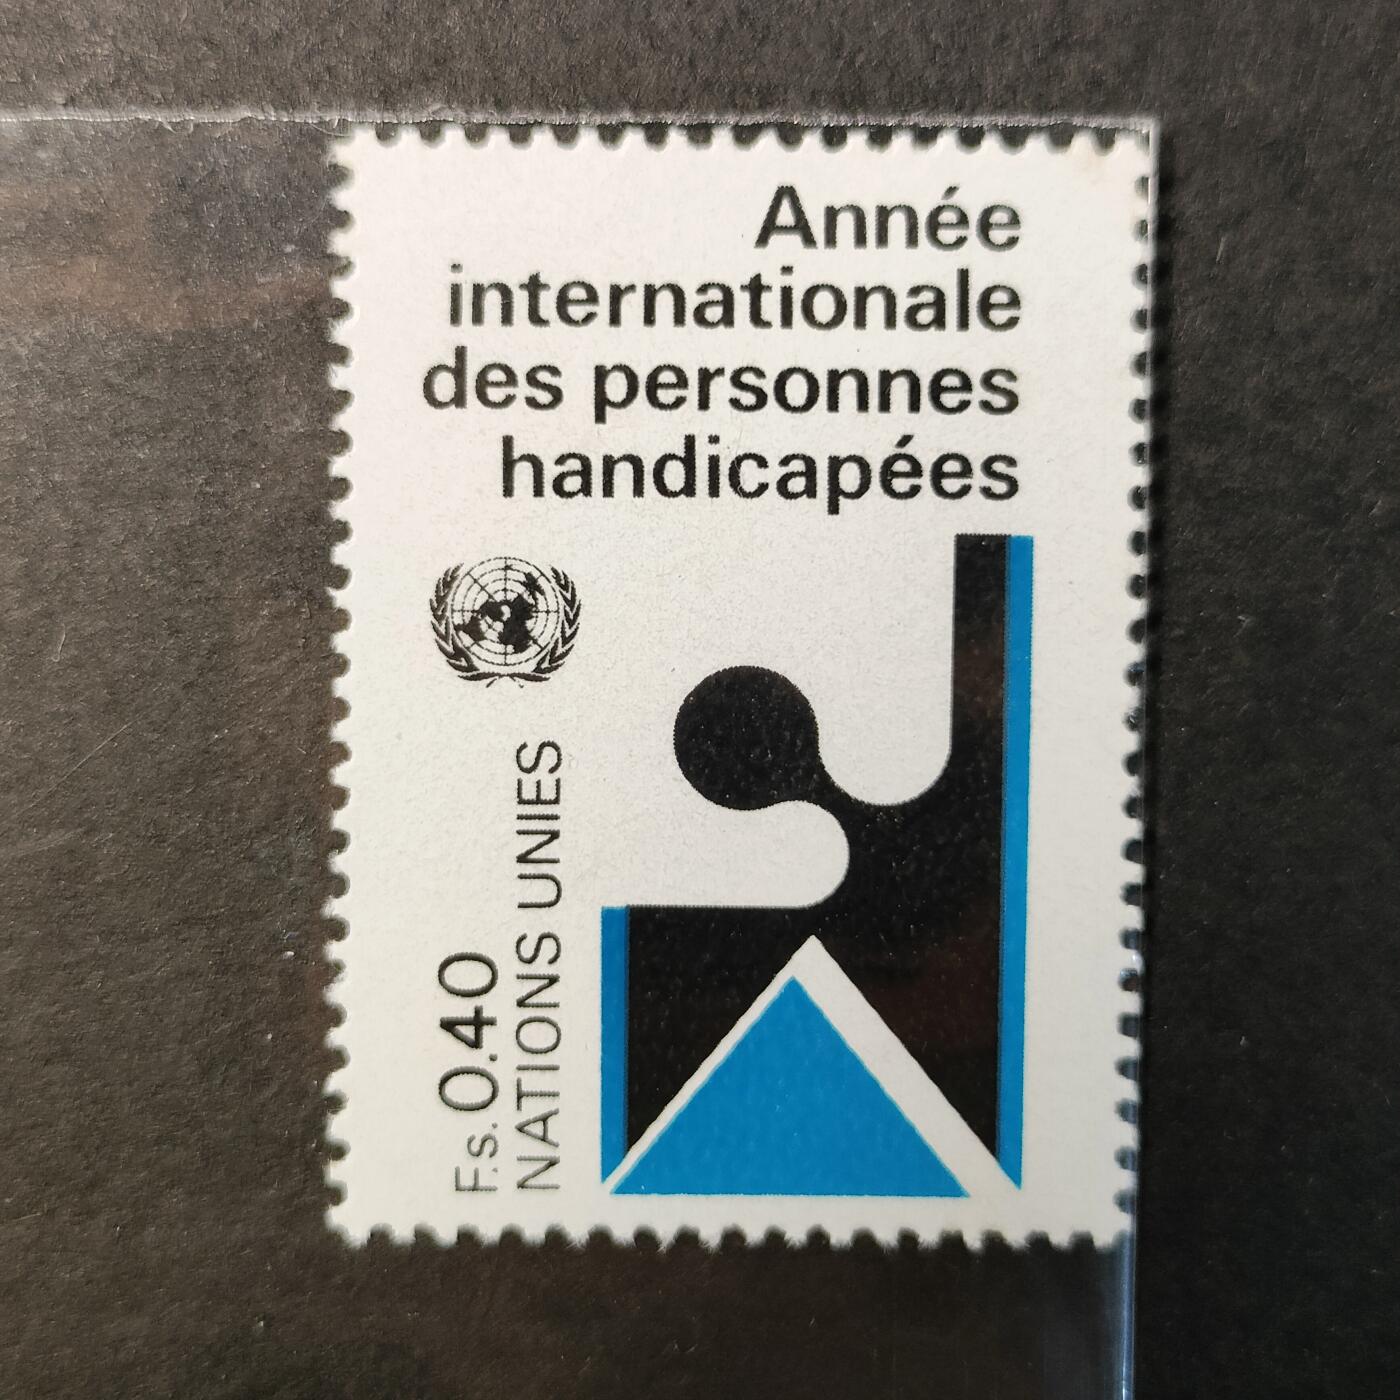 Année
internationale
des personnes
handicapées
F.s. 0.40
NATIONS UNIES